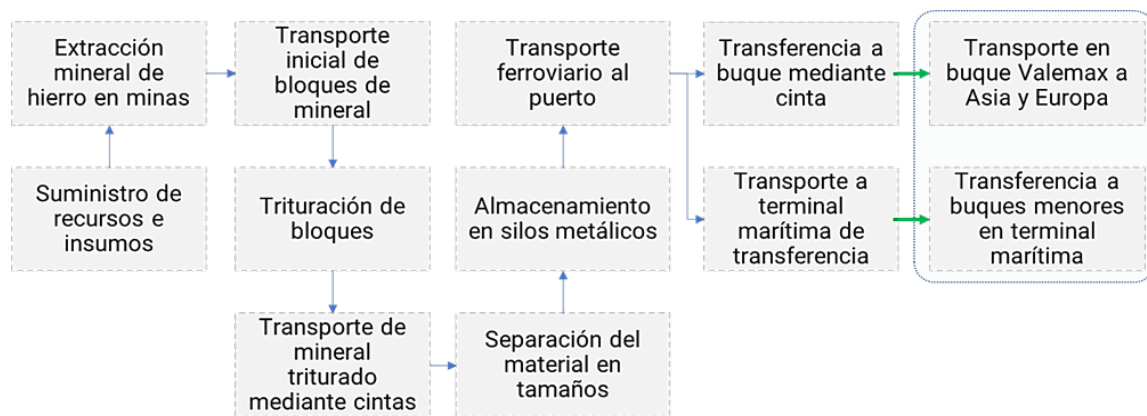 Extracción
mineral de
hierro en minas
Transporte
inicial de
bloques de
mineral
Transporte
ferroviario al
puerto
Transferencia a
buque mediante
cinta
Transporte en
buque Valemax a
Asia y Europa
Suministro de
recursos e
insumos
Trituración de
bloques
Almacenamiento
en silos metálicos
Transporte a
terminal
marítima de
transferencia
Transferencia a
buques menores
en terminal
marítima
Transporte de
mineral
triturado
mediante cintas
Separación del
material en
tamaños